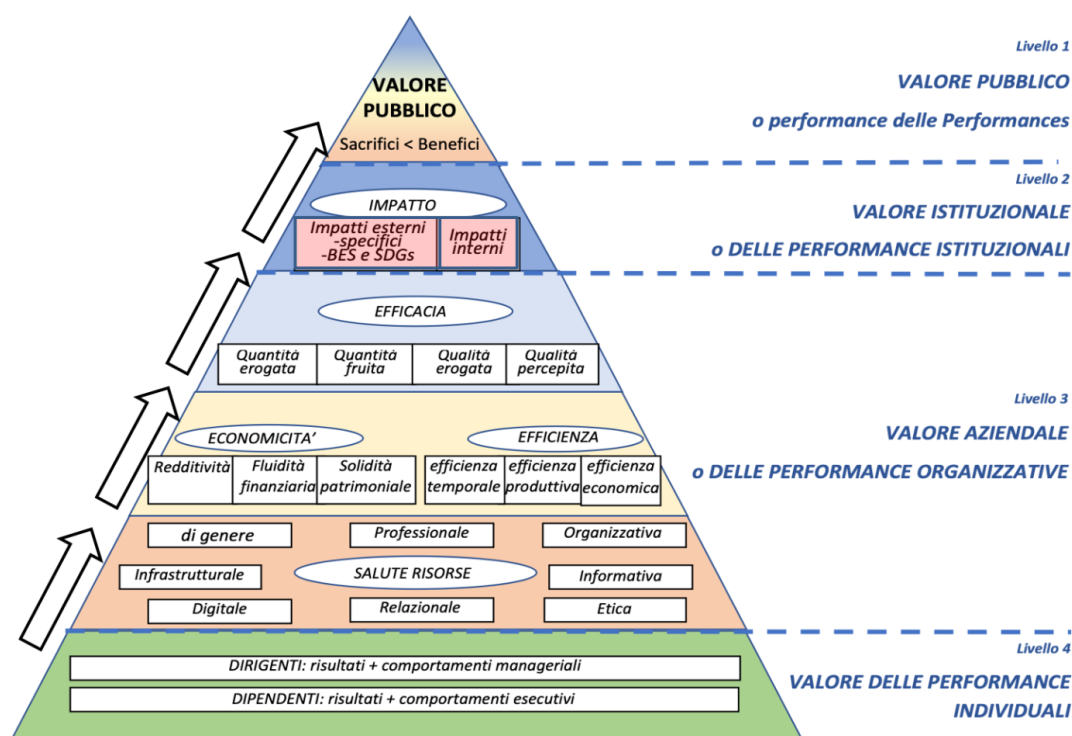 Livello 1
VALORE PUBBLICO
o performance delle Performances
VALORE
PUBBLICO
Sacrifici < Benefici
Livello 2
VALORE ISTITUZIONALE
o DELLE PERFORMANCE ISTITUZIONALI
IMPATTO
Impatti esterni
-specifici
-BES e SDGs
Impatti
interni
EFFICACIA
Quantità
erogata
Quantità
fruita
Qualità
erogata
Qualità
percepita
Livello 3
VALORE AZIENDALE
o DELLE PERFORMANCE ORGANIZZATIVE
ECONOMICITA’
Redditività
Fluidità
finanziaria
Solidità
patrimoniale
EFFICIENZA
efficienza
temporale
efficienza
produttiva
efficienza
economica
di genere
Professionale
Organizzativa
Infrastrutturale
SALUTE RISORSE
Informativa
Digitale
Relazionale
Etica
Livello 4
VALORE DELLE PERFORMANCE
INDIVIDUALI
DIRIGENTI: risultati + comportamenti manageriali
DIPENDENTI: risultati + comportamenti esecutivi